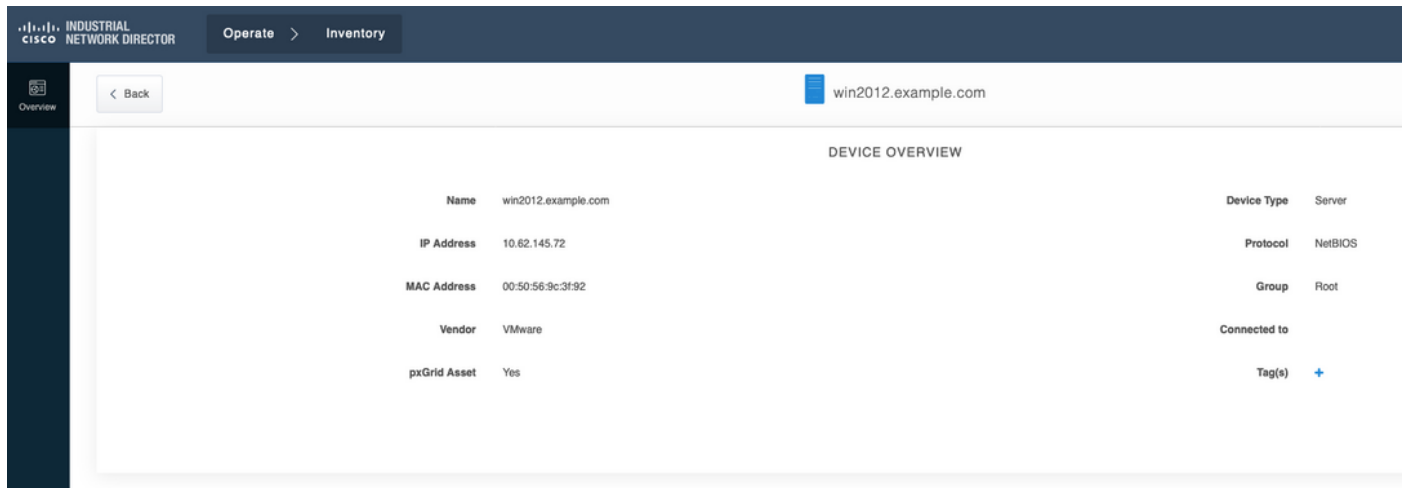 INDUSTRIAL
CISCO NETWORK DIRECTOR
Operate > Inventory
Overview
< Back
win2012.example.com
DEVICE OVERVIEW
Name win2012.example.com Device Type Server
IP Address 10.62.145.72 Protocol NetBIOS
MAC Address 00:50:56:9c:3f:92 Group Root
Vendor VMware Connected to
pxGrid Asset Yes Tag(s) +